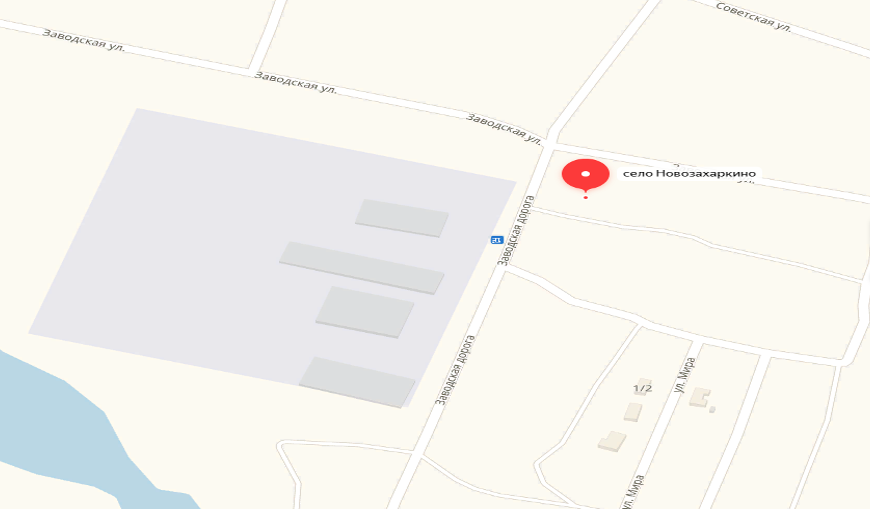 Советская ул.
Заводская ул.
Заводская ул.
Заводская ул.
село Новозахаркино
Заводская дорога
Заводская дорога
ул. Мира
1/2
ул. Мира